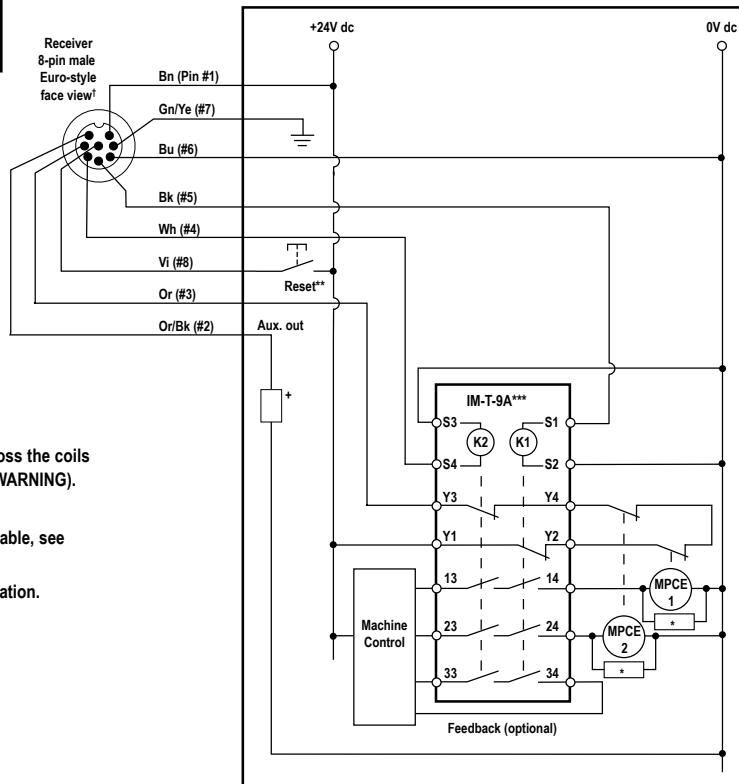 +24V dc
0V dc
Receiver
8-pin male
Euro-style
face view†
Bn (Pin #1)
Gn/Ye (#7)
Bu (#6)
Bk (#5)
Wh (#4)
Vi (#8)
Reset**
Or (#3)
Or/Bk (#2)
Aux. out
+
IM-T-9A***
S3
K2
K1
S1
S4
S2
Y3
Y4
Y1
Y2
13
14
MPCE
1
*
Machine
Control
23
24
MPCE
2
*
33
34
Feedback (optional)
oss the coils
WARNING).
able, see
ation.